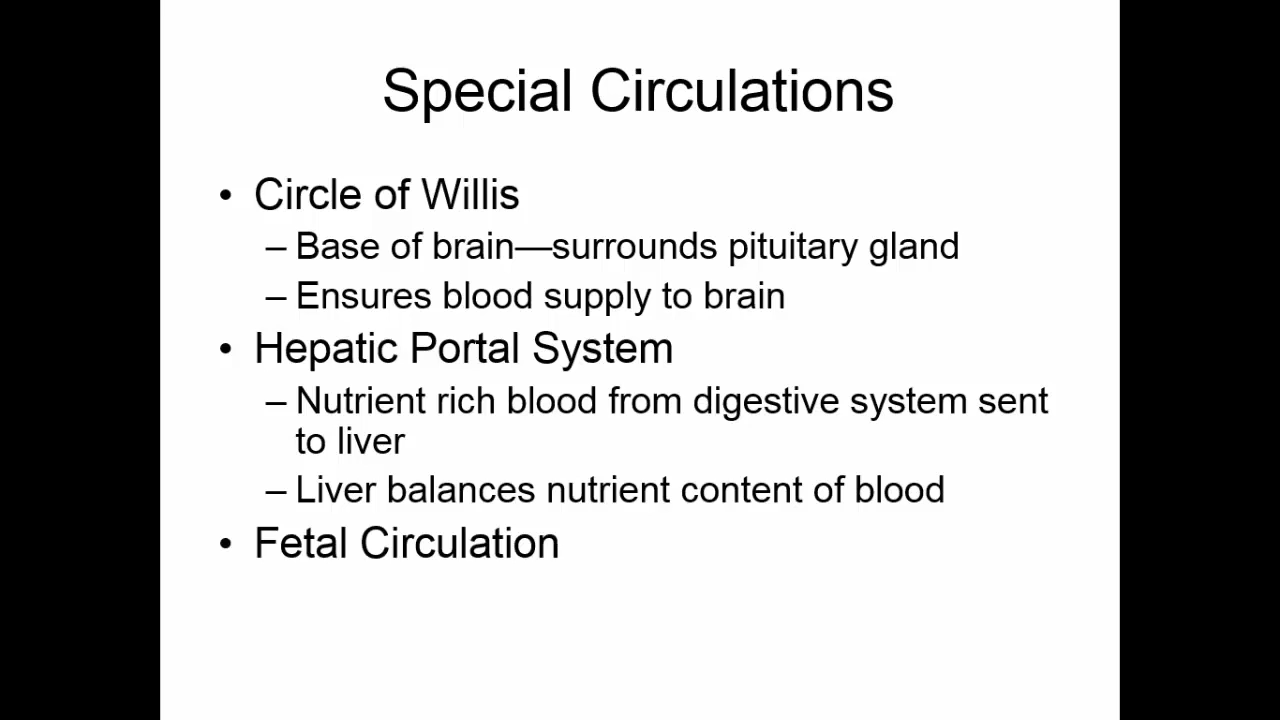 Special Circulations
• Circle of Willis
– Base of brain—surrounds pituitary gland
– Ensures blood supply to brain
• Hepatic Portal System
– Nutrient rich blood from digestive system sent
to liver
– Liver balances nutrient content of blood
• Fetal Circulation